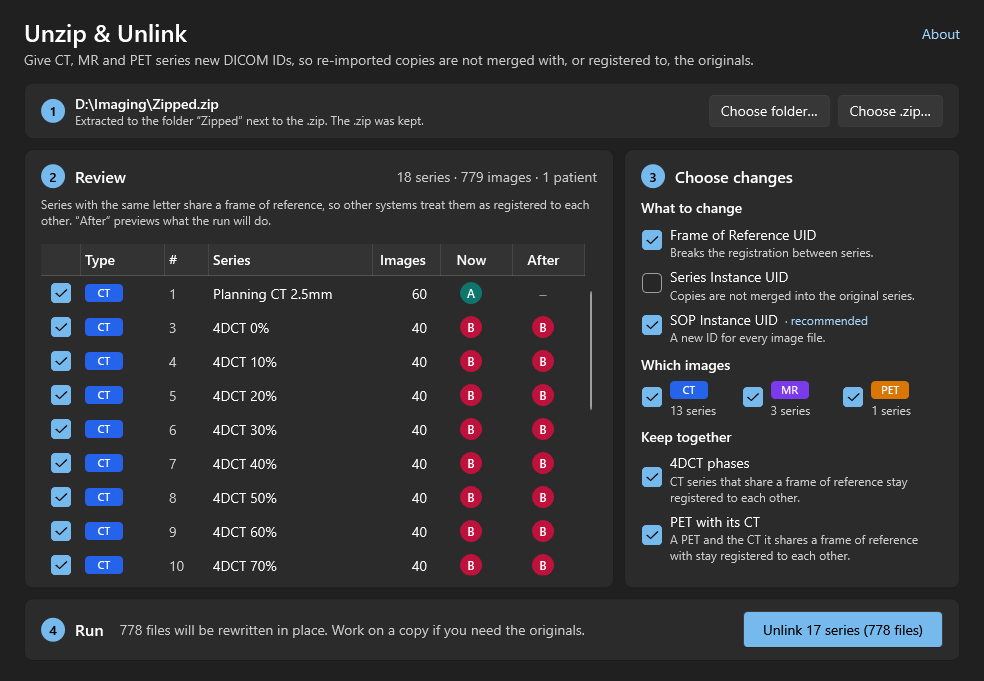 Unzip & Unlink
About
Give CT, MR and PET series new DICOM IDs, so re-imported copies are not merged with, or registered to, the originals.
1
D:\Imaging\Zipped.zip
Extracted to the folder “Zipped” next to the .zip. The .zip was kept.
Choose folder...
Choose .zip...
2 Review
18 series · 779 images · 1 patient
Series with the same letter share a frame of reference, so other systems treat them as registered to each
other. “After” previews what the run will do.
Type # Series Images Now After
CT 1 Planning CT 2.5mm 60 A –
CT 3 4DCT 0% 40 B B
CT 4 4DCT 10% 40 B B
CT 5 4DCT 20% 40 B B
CT 6 4DCT 30% 40 B B
CT 7 4DCT 40% 40 B B
CT 8 4DCT 50% 40 B B
CT 9 4DCT 60% 40 B B
CT 10 4DCT 70% 40 B B
3 Choose changes
What to change
Frame of Reference UID
Breaks the registration between series.
Series Instance UID
Copies are not merged into the original series.
SOP Instance UID · recommended
A new ID for every image file.
Which images
CT MR PET
13 series 3 series 1 series
Keep together
4DCT phases
CT series that share a frame of reference stay
registered to each other.
PET with its CT
A PET and the CT it shares a frame of reference
with stay registered to each other.
4 Run 778 files will be rewritten in place. Work on a copy if you need the originals.
Unlink 17 series (778 files)